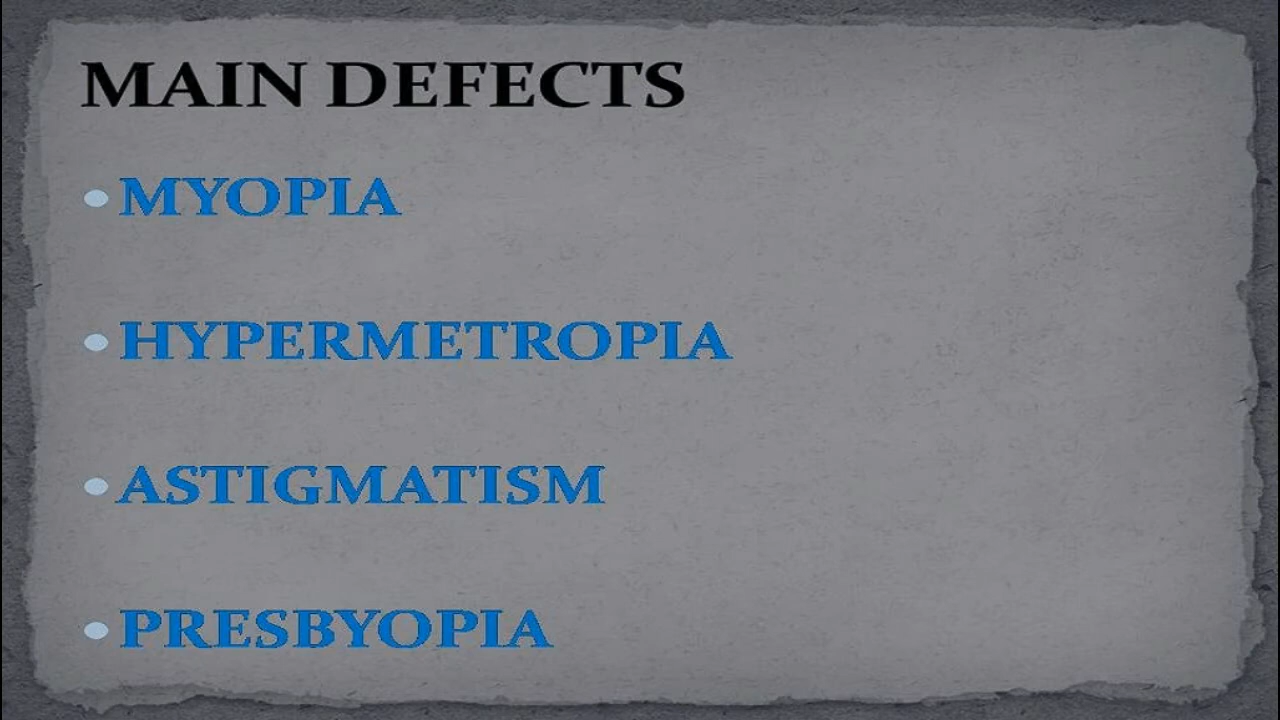 MAIN DEFECTS
• MYOPIA
• HYPERMETROPIA
• ASTIGMATISM
• PRESBYOPIA